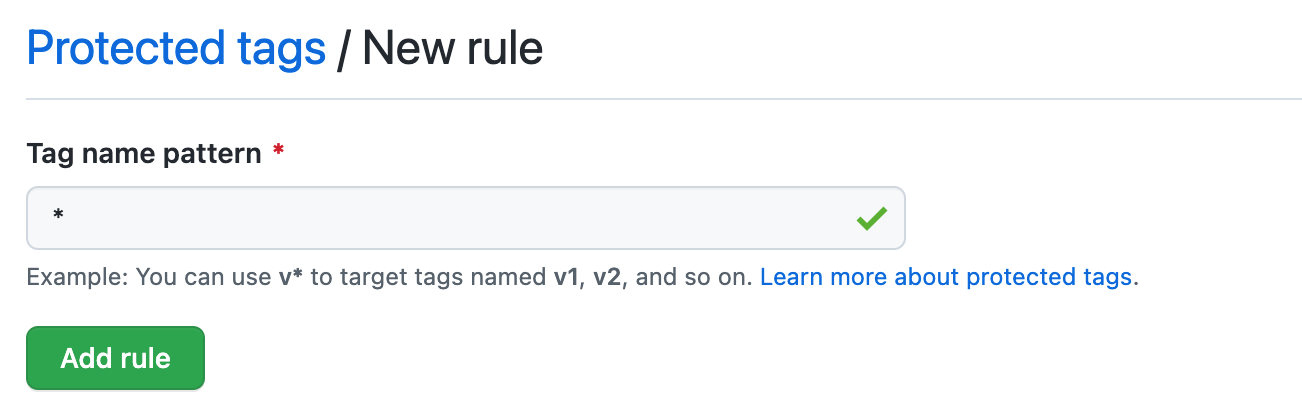 Protected tags / New rule
Tag name pattern *
*
Example: You can use v* to target tags named v1, v2, and so on. Learn more about protected tags.
Add rule